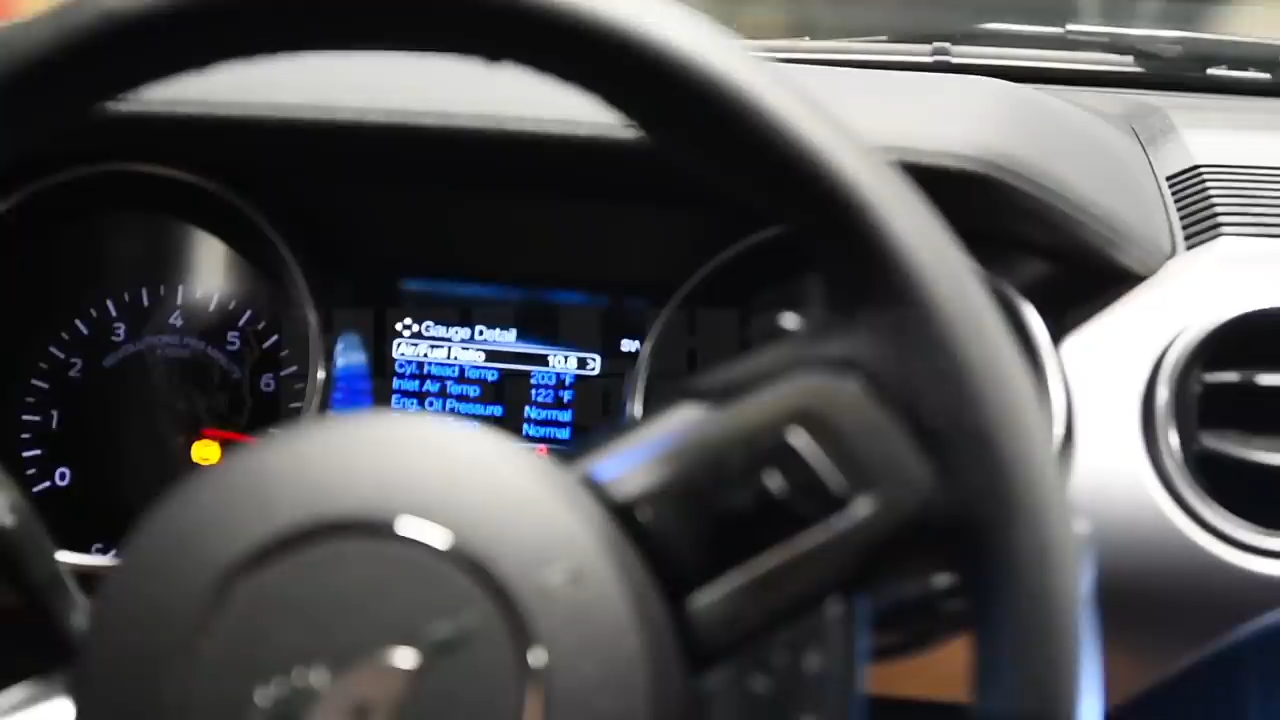 Gauge Detail
Air/Fuel Ratio 10.8 >
Cyl. Head Temp 203 °F
Inlet Air Temp 122 °F
Eng. Oil Pressure Normal
Normal
SW
0
1
2
3
4
5
6